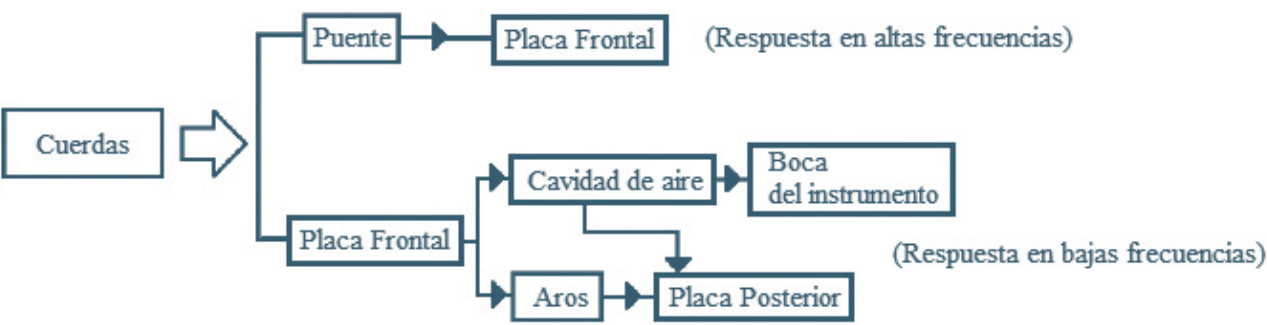 Puente
Placa Frontal
(Respuesta en altas frecuencias)
Cuerdas
Cavidad de aire
Boca
del instrumento
Placa Frontal
(Respuesta en bajas frecuencias)
Aros
Placa Posterior